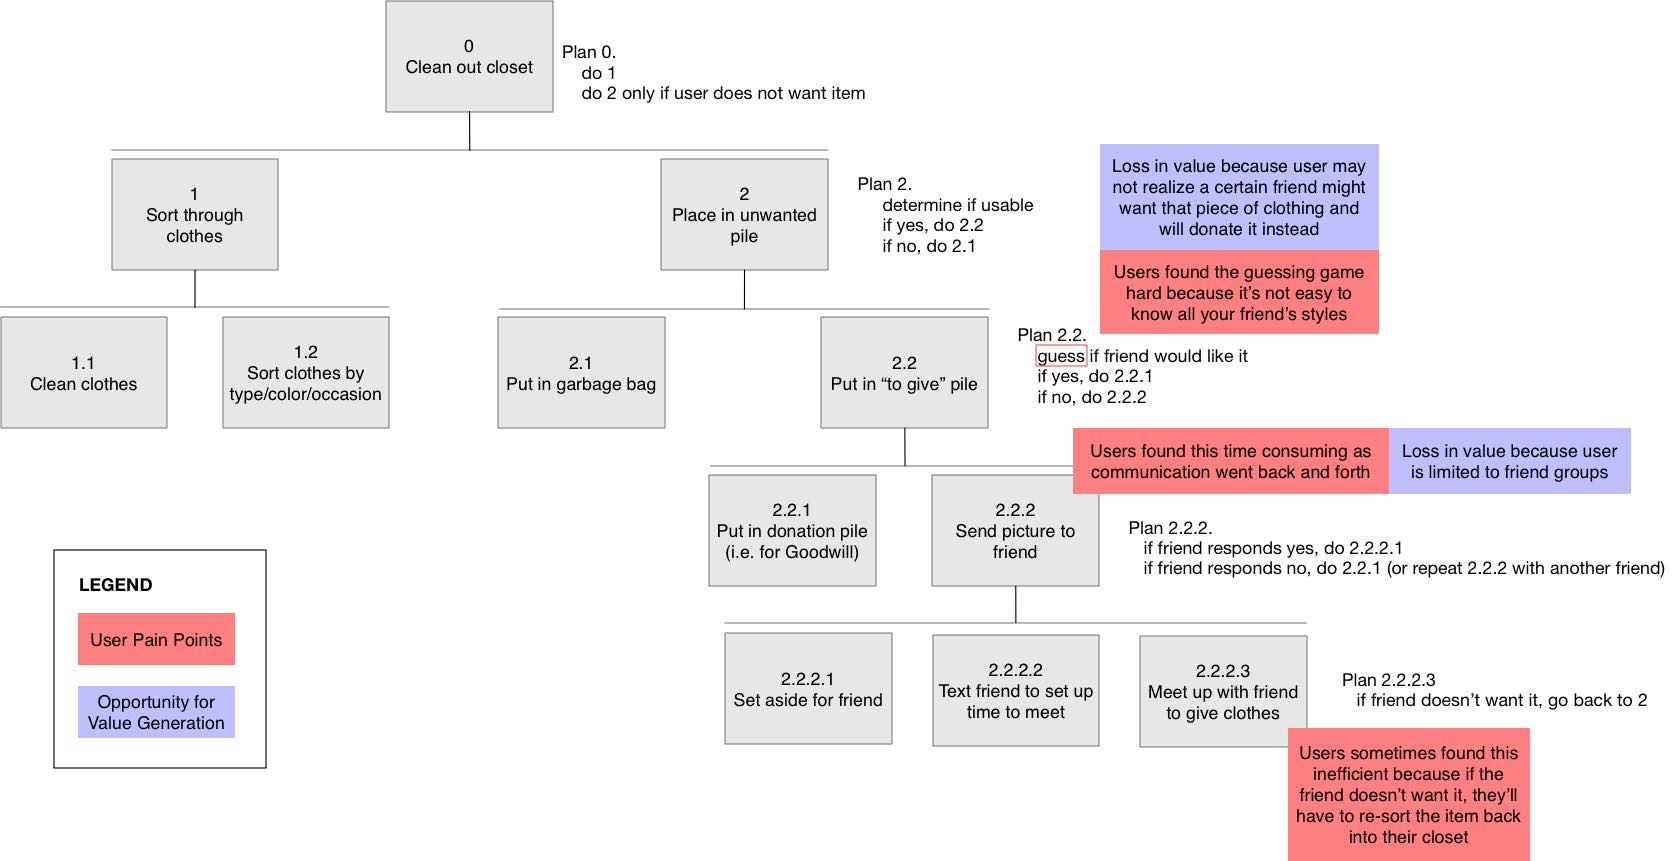 0
Clean out closet
Plan 0.
do 1
do 2 only if user does not want item
1
Sort through
clothes
2
Place in unwanted
pile
Plan 2.
determine if usable
if yes, do 2.2
if no, do 2.1
Loss in value because user may
not realize a certain friend might
want that piece of clothing and
will donate it instead
Users found the guessing game
hard because it’s not easy to
know all your friend’s styles
1.1
Clean clothes
1.2
Sort clothes by
type/color/occasion
2.1
Put in garbage bag
2.2
Put in “to give” pile
Plan 2.2.
guess if friend would like it
if yes, do 2.2.1
if no, do 2.2.2
Users found this time consuming as
communication went back and forth
Loss in value because user
is limited to friend groups
2.2.1
Put in donation pile
(i.e. for Goodwill)
2.2.2
Send picture to
friend
Plan 2.2.2.
if friend responds yes, do 2.2.2.1
if friend responds no, do 2.2.1 (or repeat 2.2.2 with another friend)
LEGEND
User Pain Points
Opportunity for
Value Generation
2.2.2.1
Set aside for friend
2.2.2.2
Text friend to set up
time to meet
2.2.2.3
Meet up with friend
to give clothes
Plan 2.2.2.3
if friend doesn’t want it, go back to 2
Users sometimes found this
inefficient because if the
friend doesn’t want it, they’ll
have to re-sort the item back
into their closet